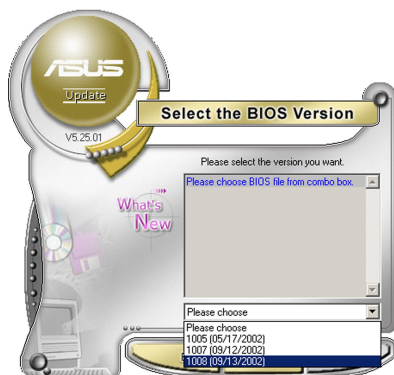 ASUS
Update
V5.25.01
Select the BIOS Version
Please select the version you want.
What's
New
Please choose BIOS file from combo box.
Please choose
Please choose
1005 (05/17/2002)
1007 (09/12/2002)
1008 (09/13/2002)